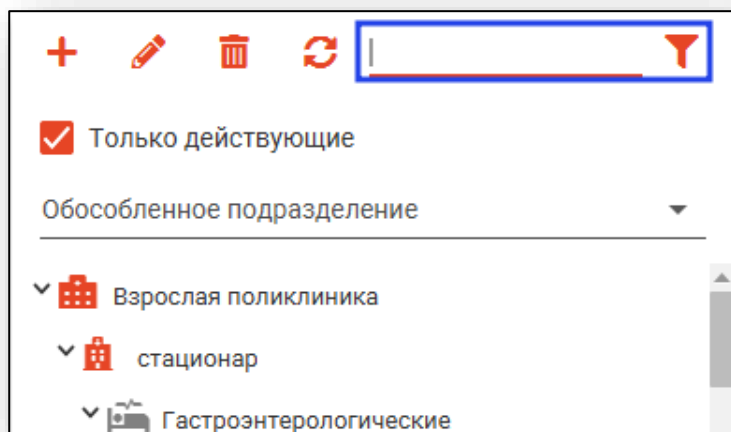 Только действующие
Обособленное подразделение
Взрослая поликлиника
стационар
Гастроэнтерологические